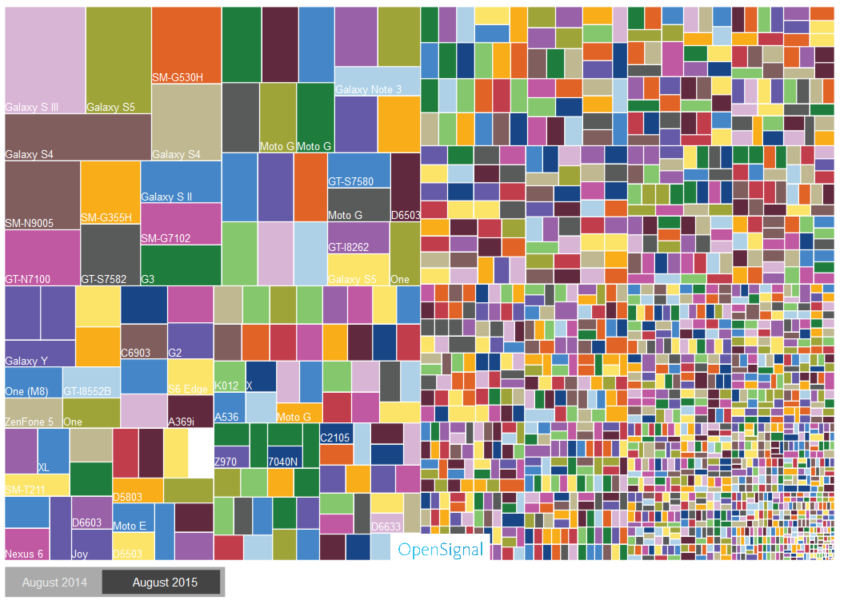 SM-G530H
Galaxy S III
Galaxy S5
Galaxy Note 3
Galaxy S4
Galaxy S4
Moto G
Moto G
GT-S7580
Galaxy S II
SM-N9005
SM-G355H
Moto G
D6503
SM-G7102
GT-I8262
GT-N7100
GT-S7582
G3
Galaxy S5
One
Galaxy Y
C6903
G2
One (M8)
GT-I8552B
S6 Edge
K012
X
ZenFone 5
One
A369i
A536
Moto G
C2105
XL
Z970
7040N
SM-T211
D5803
D6603
Moto E
D6633
Nexus 6
Joy
D5503
OpenSignal
August 2014
August 2015